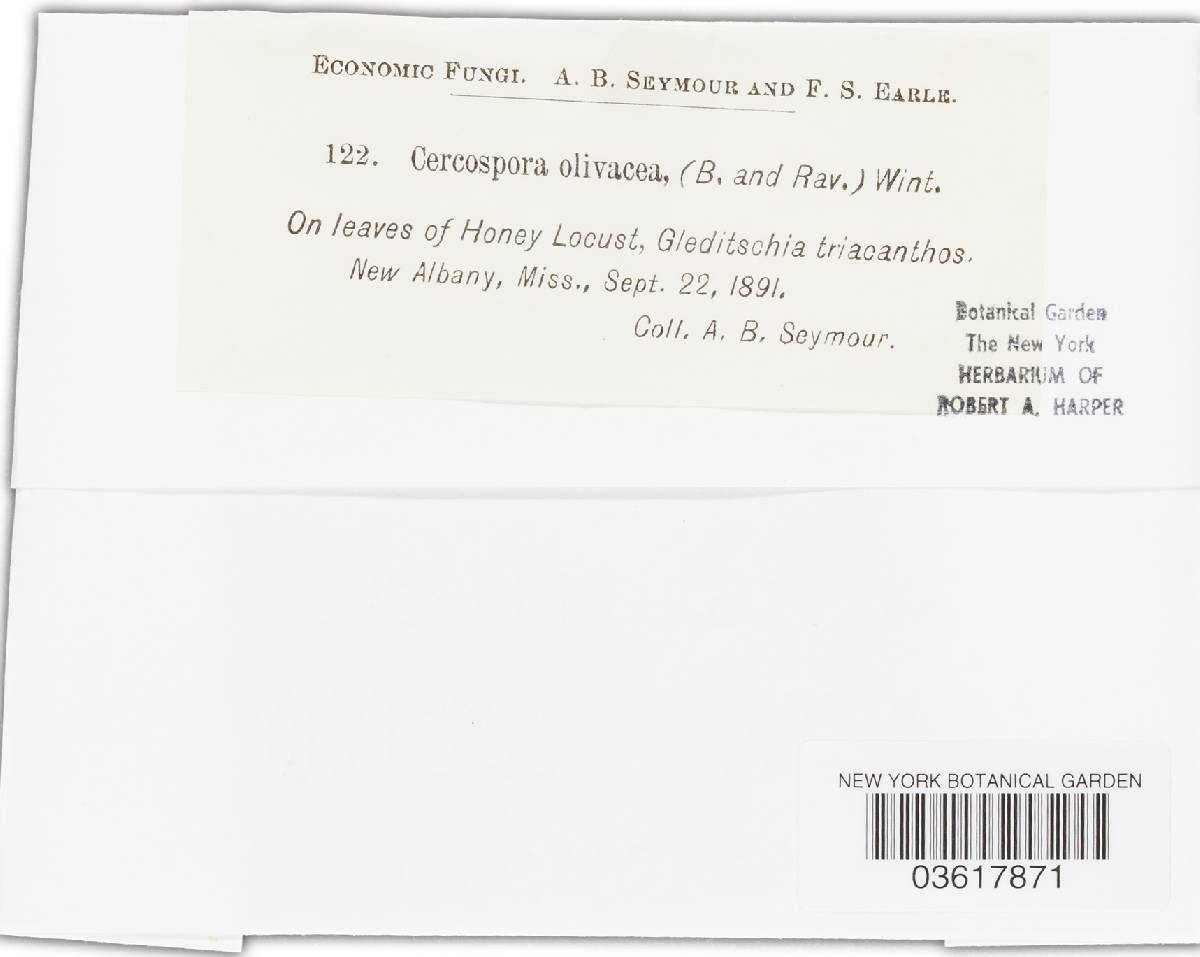 Economic Fungi. A. B. Seymour and F. S. Earle.
122. Cercospora olivacea, (B. and Rav.) Wint.
On leaves of Honey Locust, Gleditschia triacanthos.
New Albany, Miss., Sept. 22, 1891.
Coll. A. B. Seymour.
Botanical Garden
The New York
HERBARIUM OF
ROBERT A. HARPER
NEW YORK BOTANICAL GARDEN
03617871